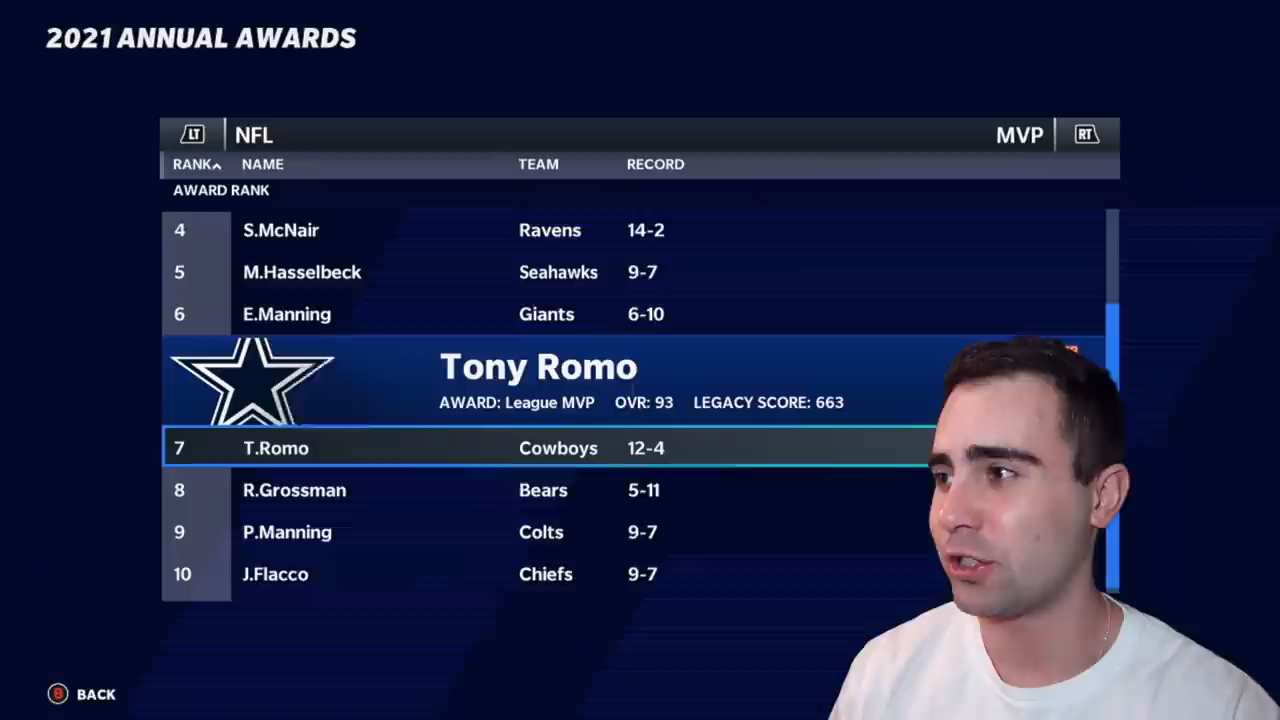 2021 ANNUAL AWARDS
LT NFL MVP RT
RANK NAME TEAM RECORD
AWARD RANK
4 S.McNair Ravens 14-2
5 M.Hasselbeck Seahawks 9-7
6 E.Manning Giants 6-10
Tony Romo
AWARD: League MVP OVR: 93 LEGACY SCORE: 663
7 T.Romo Cowboys 12-4
8 R.Grossman Bears 5-11
9 P.Manning Colts 9-7
10 J.Flacco Chiefs 9-7
B BACK